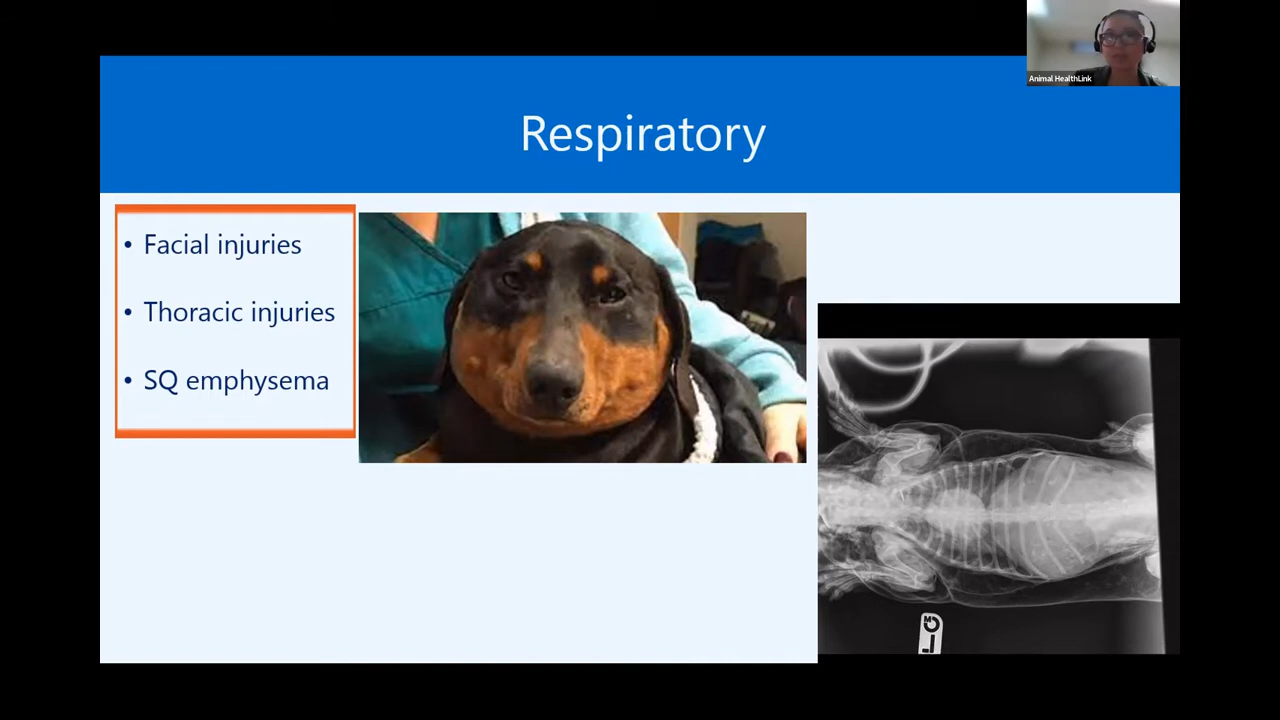 Animal HealthLink
Respiratory
• Facial injuries
• Thoracic injuries
• SQ emphysema